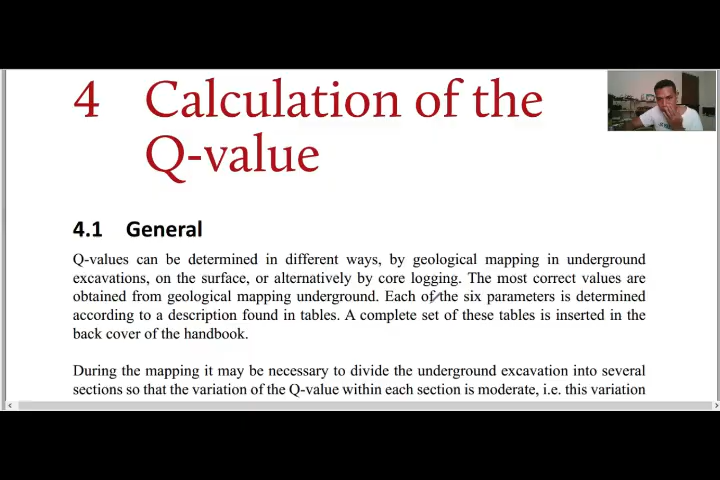 4 Calculation of the
Q-value
4.1 General
Q-values can be determined in different ways, by geological mapping in underground
excavations, on the surface, or alternatively by core logging. The most correct values are
obtained from geological mapping underground. Each of the six parameters is determined
according to a description found in tables. A complete set of these tables is inserted in the
back cover of the handbook.
During the mapping it may be necessary to divide the underground excavation into several
sections so that the variation of the Q-value within each section is moderate, i.e. this variation